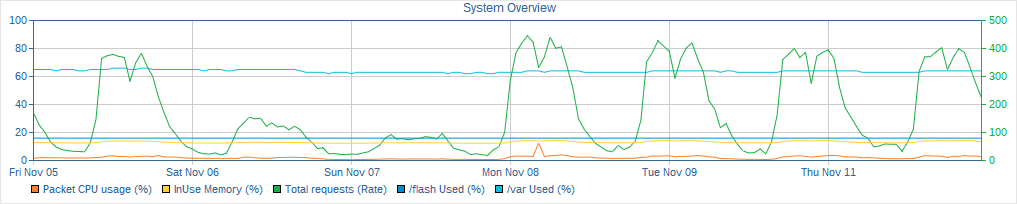 System Overview
100 500
80 400
60 300
40 200
20 100
0 0
Fri Nov 05 Sat Nov 06 Sun Nov 07 Mon Nov 08 Tue Nov 09 Thu Nov 11
Packet CPU usage (%) InUse Memory (%) Total requests (Rate) /flash Used (%) /var Used (%)